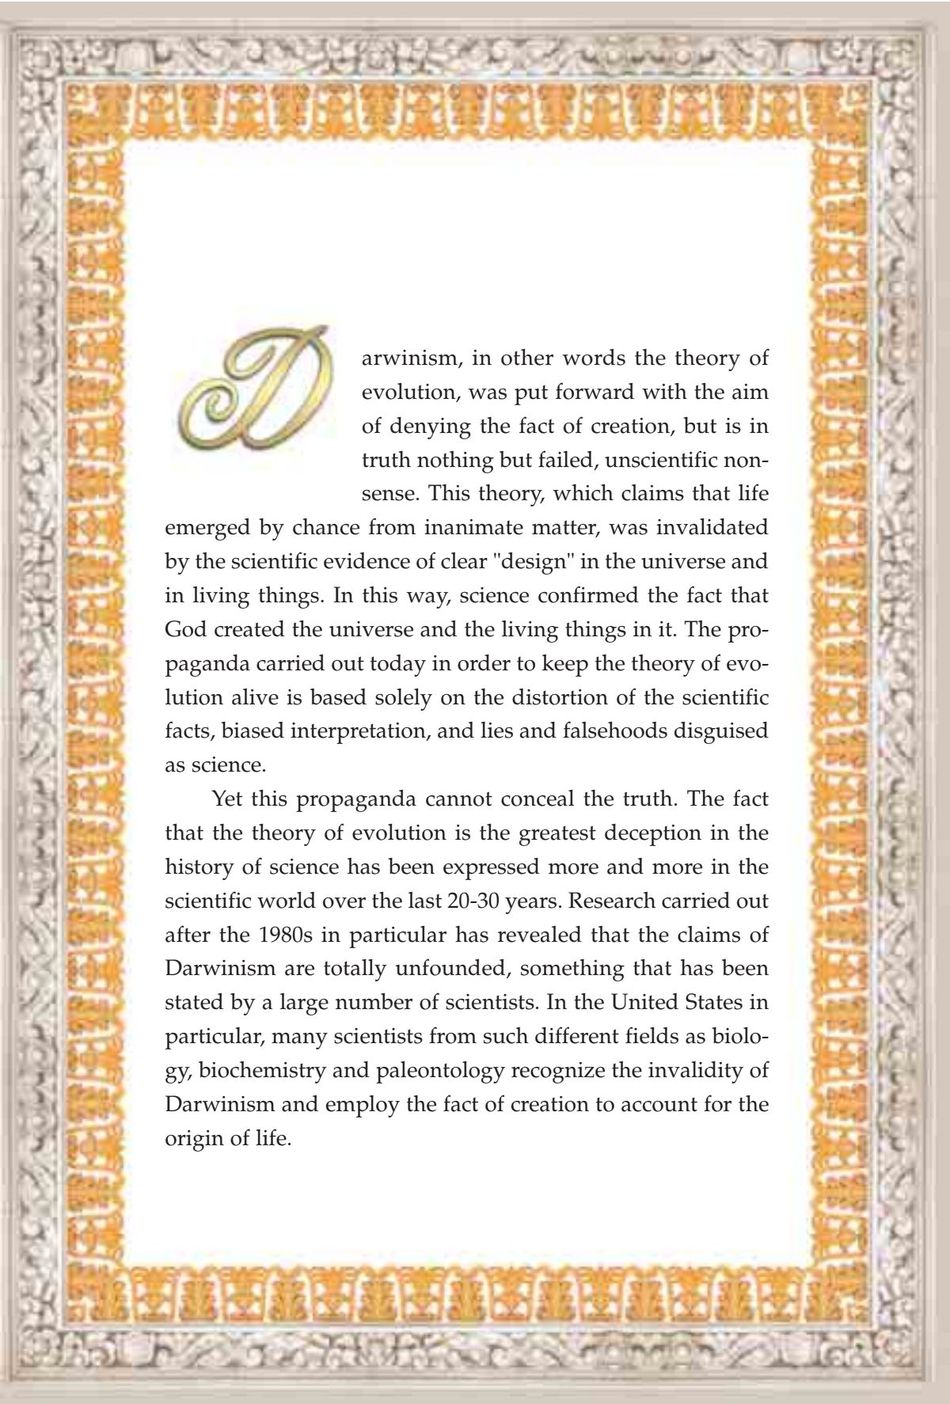 Darwinism, in other words the theory of
evolution, was put forward with the aim
of denying the fact of creation, but is in
truth nothing but failed, unscientific non-
sense. This theory, which claims that life
emerged by chance from inanimate matter, was invalidated
by the scientific evidence of clear "design" in the universe and
in living things. In this way, science confirmed the fact that
God created the universe and the living things in it. The pro-
paganda carried out today in order to keep the theory of evo-
lution alive is based solely on the distortion of the scientific
facts, biased interpretation, and lies and falsehoods disguised
as science.
Yet this propaganda cannot conceal the truth. The fact
that the theory of evolution is the greatest deception in the
history of science has been expressed more and more in the
scientific world over the last 20-30 years. Research carried out
after the 1980s in particular has revealed that the claims of
Darwinism are totally unfounded, something that has been
stated by a large number of scientists. In the United States in
particular, many scientists from such different fields as biolo-
gy, biochemistry and paleontology recognize the invalidity of
Darwinism and employ the fact of creation to account for the
origin of life.